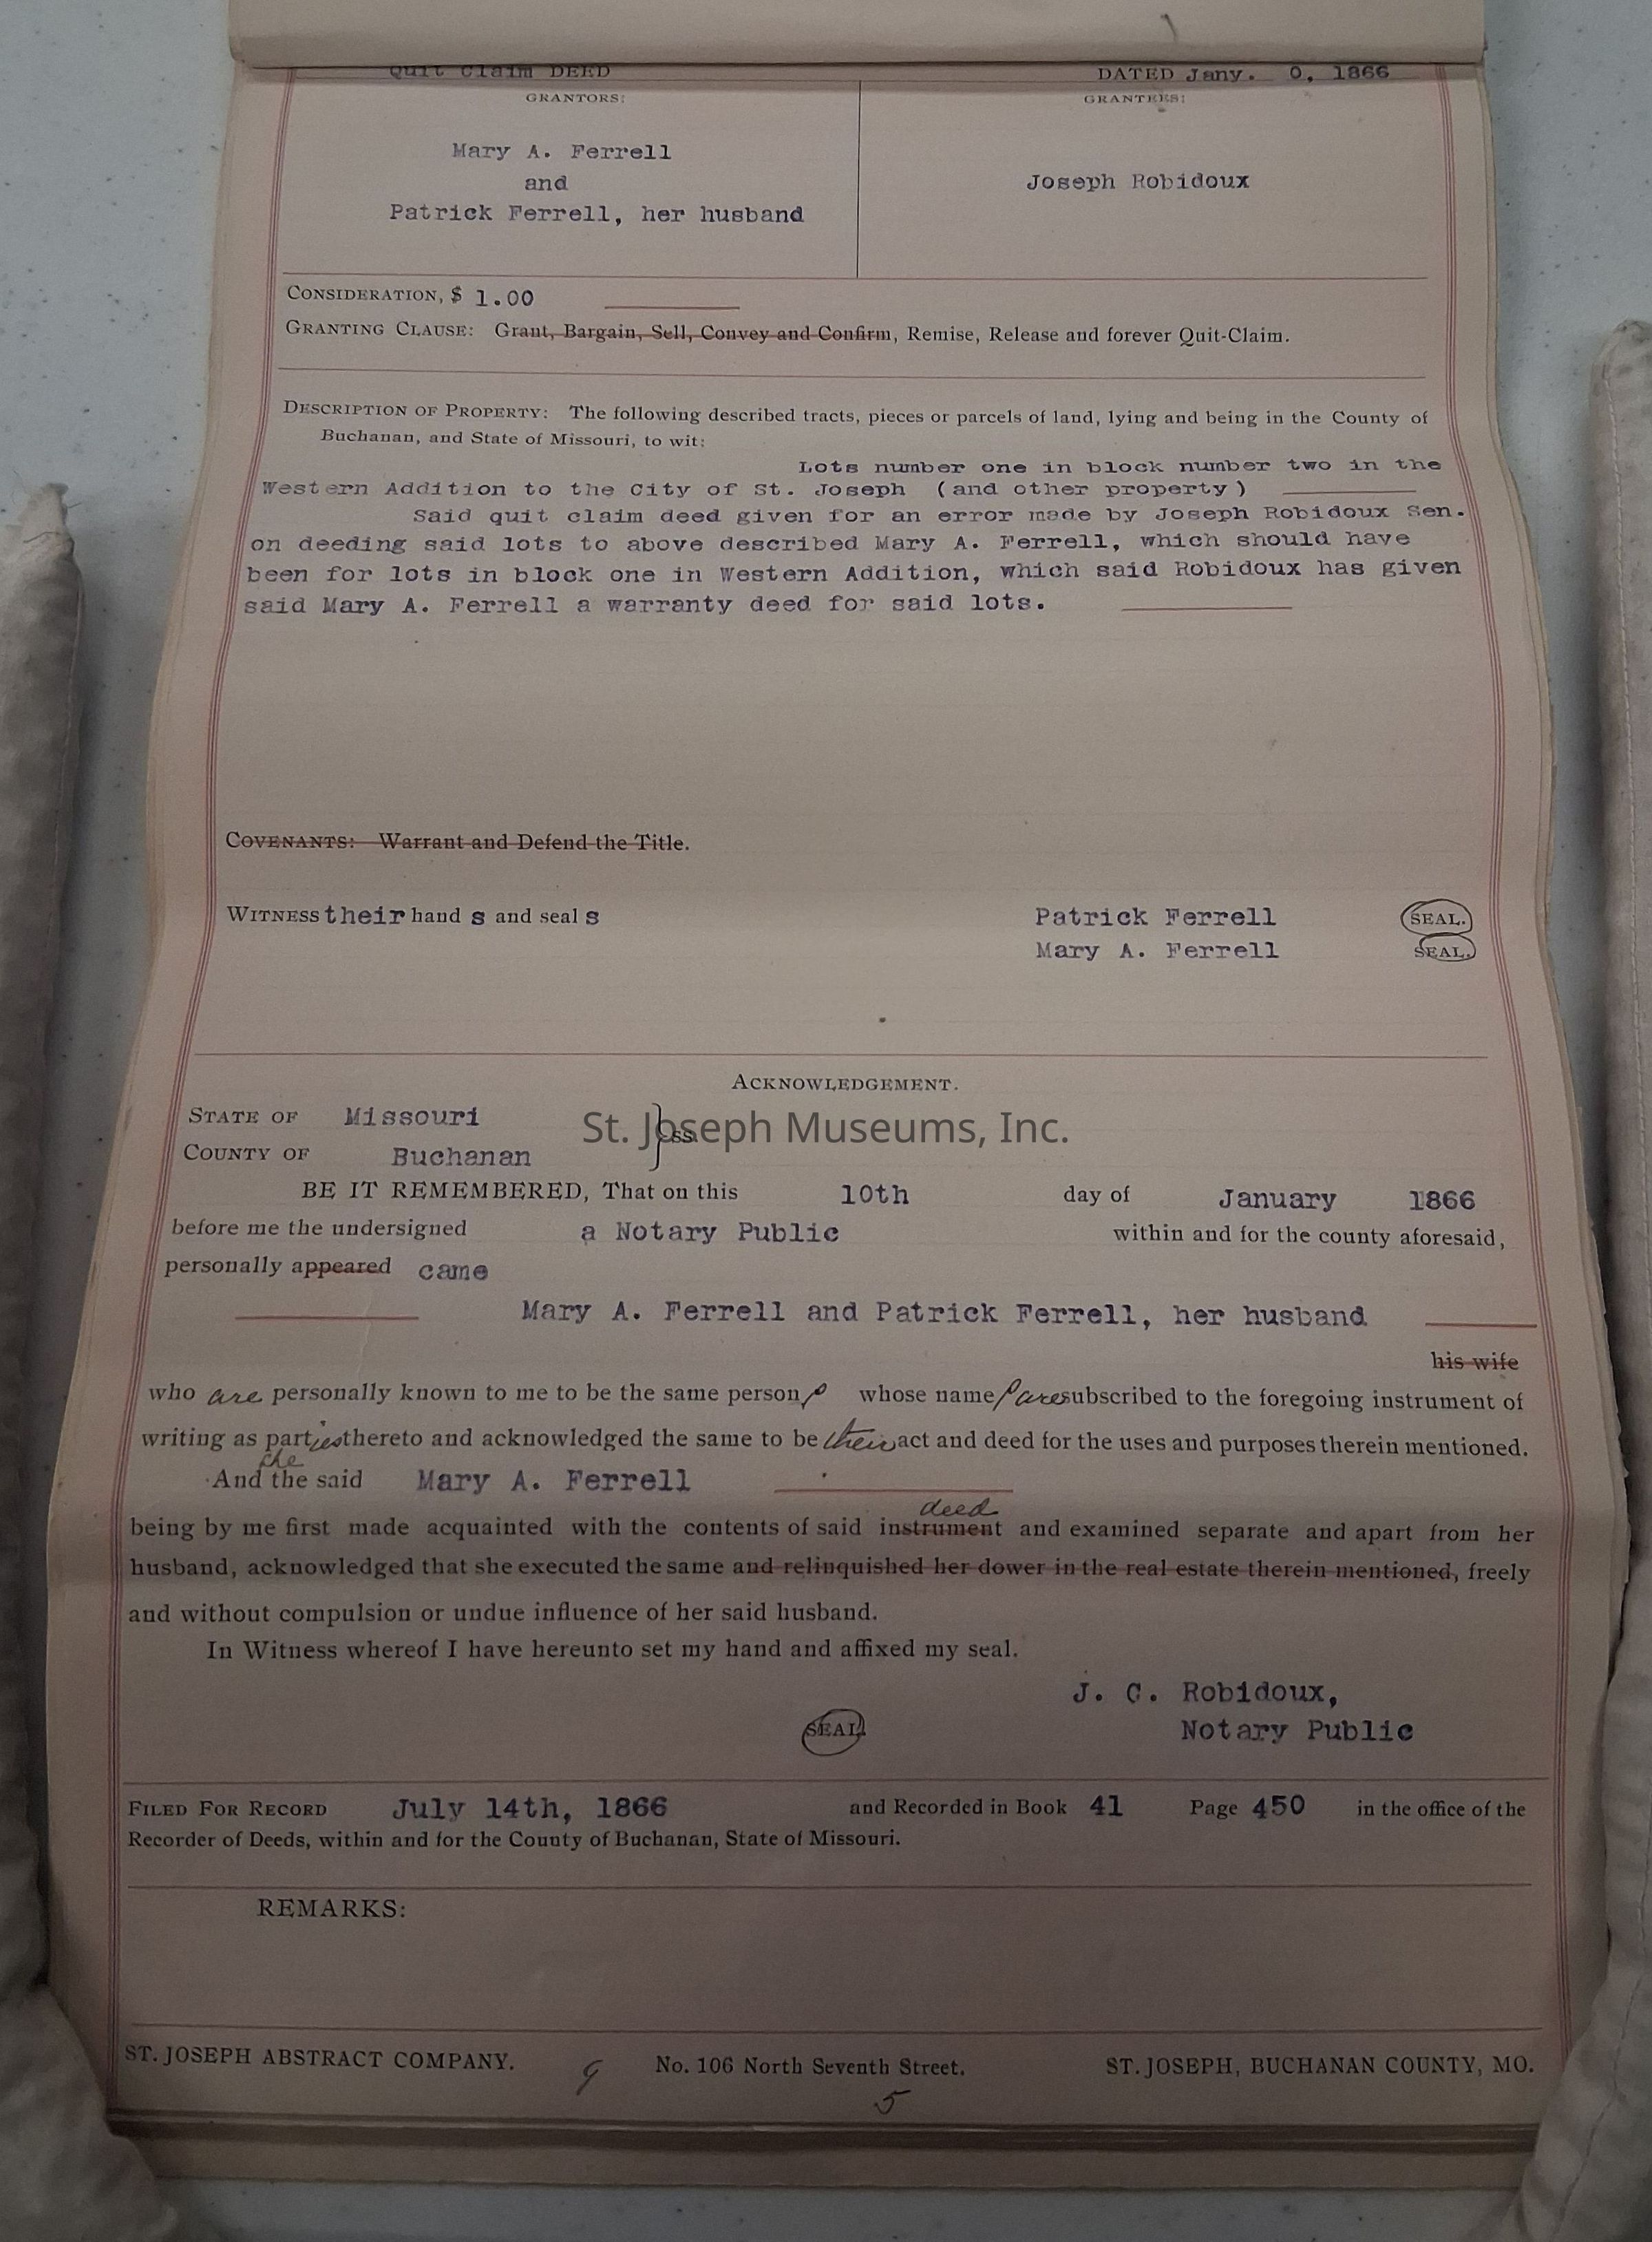 Quit Claim DEED DATED Jany. 0, 1866
GRANTORS: GRANTEES:
Mary A. Ferrell
and
Patrick Ferrell, her husband
Joseph Robidoux
CONSIDERATION, $ 1.00
GRANTING CLAUSE: Grant, Bargain, Sell, Convey and Confirm, Remise, Release and forever Quit-Claim.
DESCRIPTION OF PROPERTY: The following described tracts, pieces or parcels of land, lying and being in the County of
Buchanan, and State of Missouri, to wit:
Lots number one in block number two in the
Western Addition to the City of St. Joseph (and other property)
Said quit claim deed given for an error made by Joseph Robidoux Sen.
on deeding said lots to above described Mary A. Ferrell, which should have
been for lots in block one in Western Addition, which said Robidoux has given
said Mary A. Ferrell a warranty deed for said lots.
COVENANTS: Warrant and Defend the Title.
WITNESS their hand s and seal s Patrick Ferrell SEAL.
Mary A. Ferrell SEAL.
ACKNOWLEDGEMENT.
STATE OF Missouri
St. Joseph Museums, Inc.
ss.
COUNTY OF Buchanan
BE IT REMEMBERED, That on this 10th day of January 1866
before me the undersigned a Notary Public within and for the county aforesaid,
personally appeared came
Mary A. Ferrell and Patrick Ferrell, her husband
his wife
who are personally known to me to be the same persons whose names are subscribed to the foregoing instrument of
writing as parties thereto and acknowledged the same to be their act and deed for the uses and purposes therein mentioned.
she
And the said Mary A. Ferrell
deed
being by me first made acquainted with the contents of said instrument and examined separate and apart from her
husband, acknowledged that she executed the same and relinquished her dower in the real estate therein mentioned, freely
and without compulsion or undue influence of her said husband.
In Witness whereof I have hereunto set my hand and affixed my seal.
J. C. Robidoux,
SEAL. Notary Public
FILED FOR RECORD July 14th, 1866 and Recorded in Book 41 Page 450 in the office of the
Recorder of Deeds, within and for the County of Buchanan, State of Missouri.
REMARKS:
ST. JOSEPH ABSTRACT COMPANY. 9 No. 106 North Seventh Street. ST. JOSEPH, BUCHANAN COUNTY, MO.
5